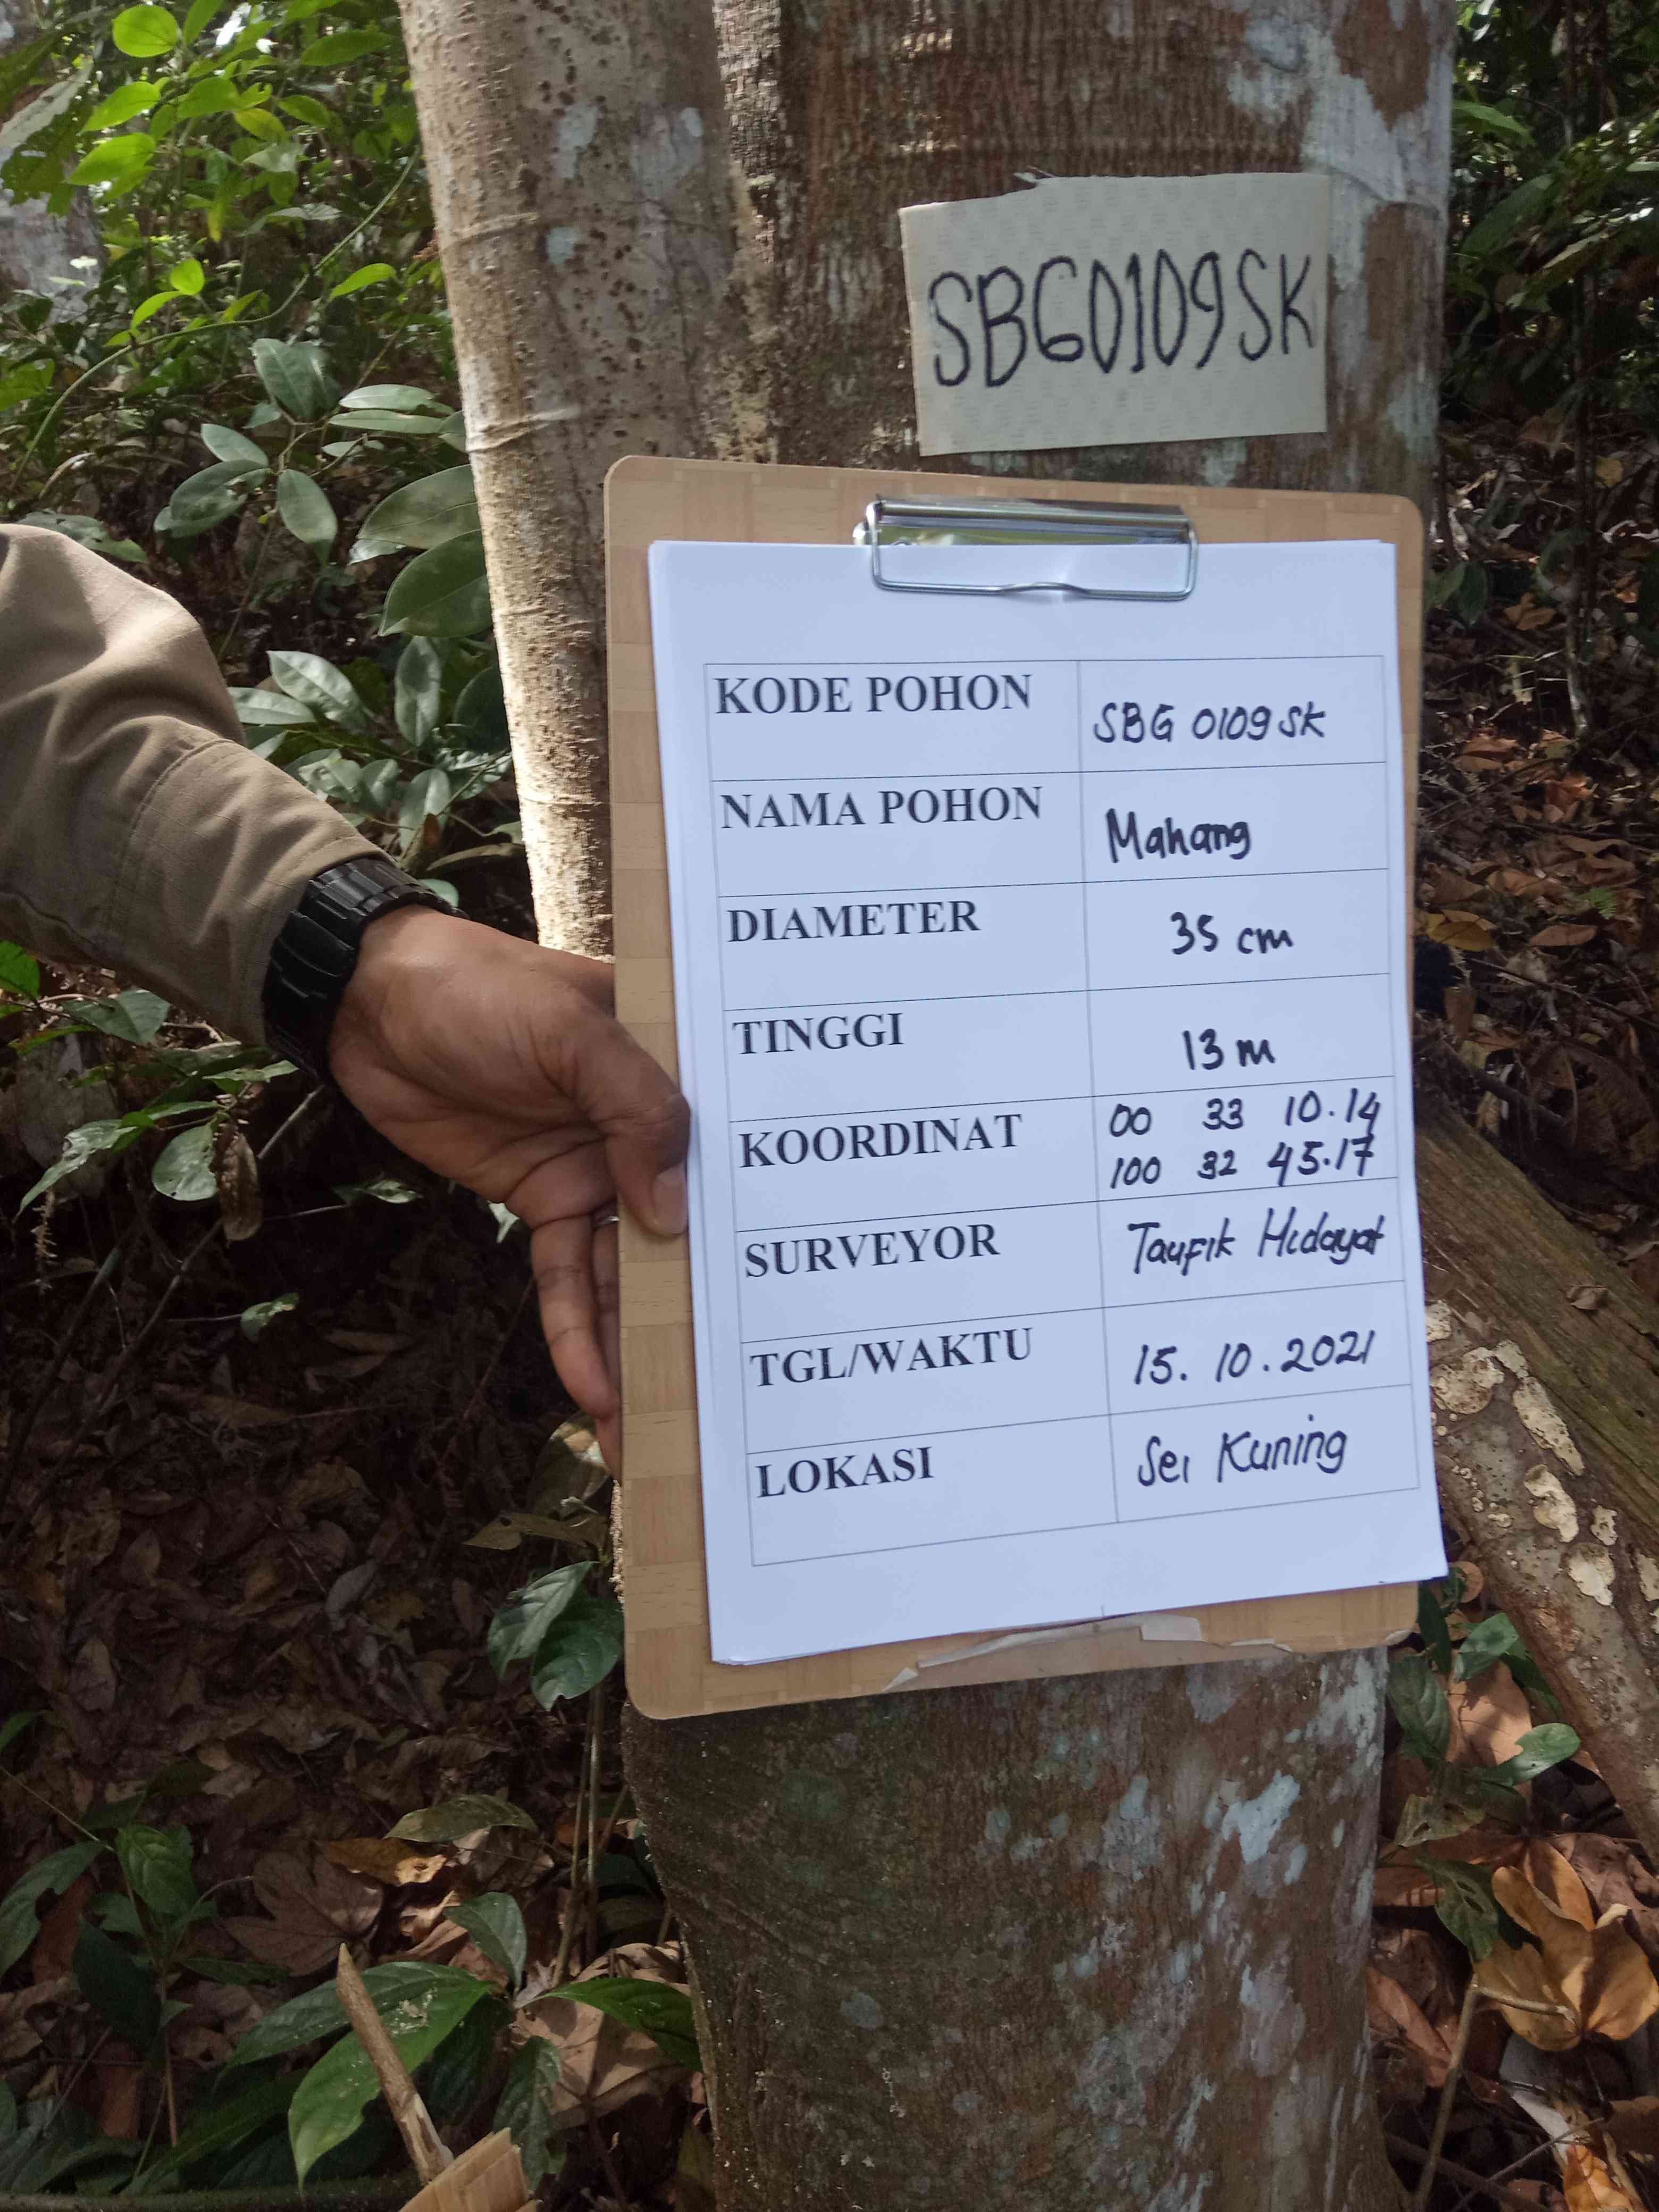 SBG0109SK
KODE POHON SBG 0109 SK
NAMA POHON Mahang
DIAMETER 35 cm
TINGGI 13 m
KOORDINAT 00 33 10.14
100 32 45.17
SURVEYOR Taufik Hidayat
TGL/WAKTU 15. 10. 2021
LOKASI Sei Kuning